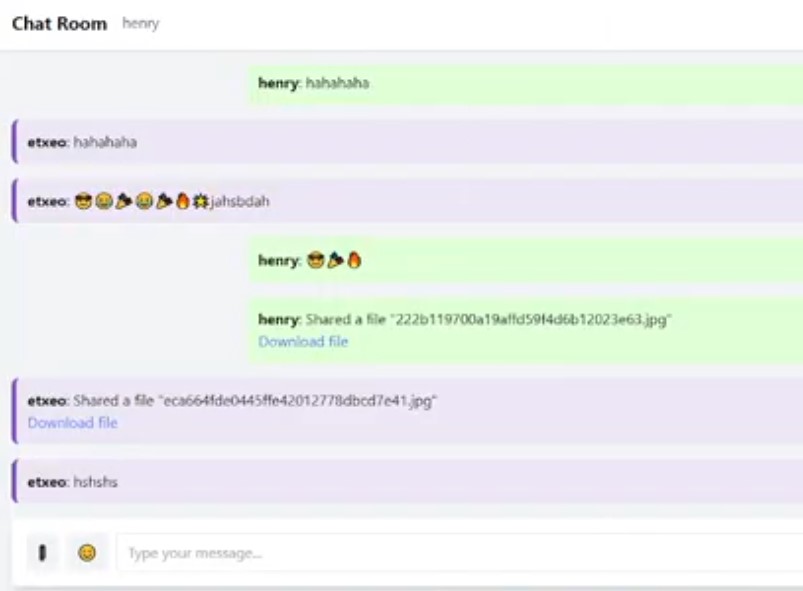 Chat Room henry
henry: hahahaha
etxeo: hahahaha
etxeo: 😎😂🎉😂🎉🔥🌟jahsbdah
henry: 😎🎉🔥
henry: Shared a file "222b119700a19affd59f4d6b12023e63.jpg"
Download file
etxeo: Shared a file "eca664fde0445ffe42012778dbcd7e41.jpg"
Download file
etxeo: hshshs
Type your message...